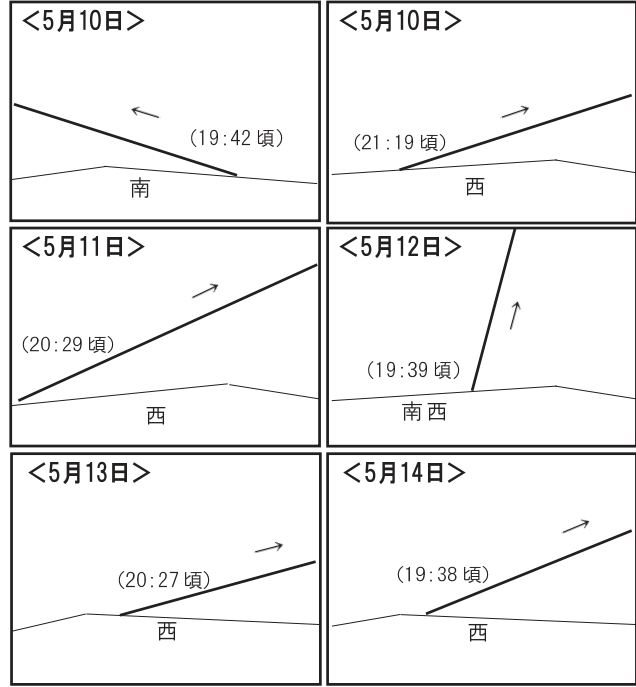 ＜5月10日＞
（19:42 頃）
南
＜5月10日＞
（21:19 頃）
西
＜5月11日＞
（20:29 頃）
西
＜5月12日＞
（19:39 頃）
南西
＜5月13日＞
（20:27 頃）
西
＜5月14日＞
（19:38 頃）
西